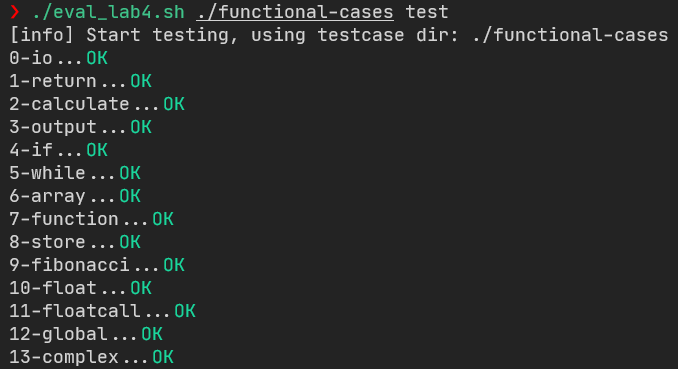 ❯ ./eval_lab4.sh ./functional-cases test
[info] Start testing, using testcase dir: ./functional-cases
0-io...OK
1-return...OK
2-calculate...OK
3-output...OK
4-if...OK
5-while...OK
6-array...OK
7-function...OK
8-store...OK
9-fibonacci...OK
10-float...OK
11-floatcall...OK
12-global...OK
13-complex...OK